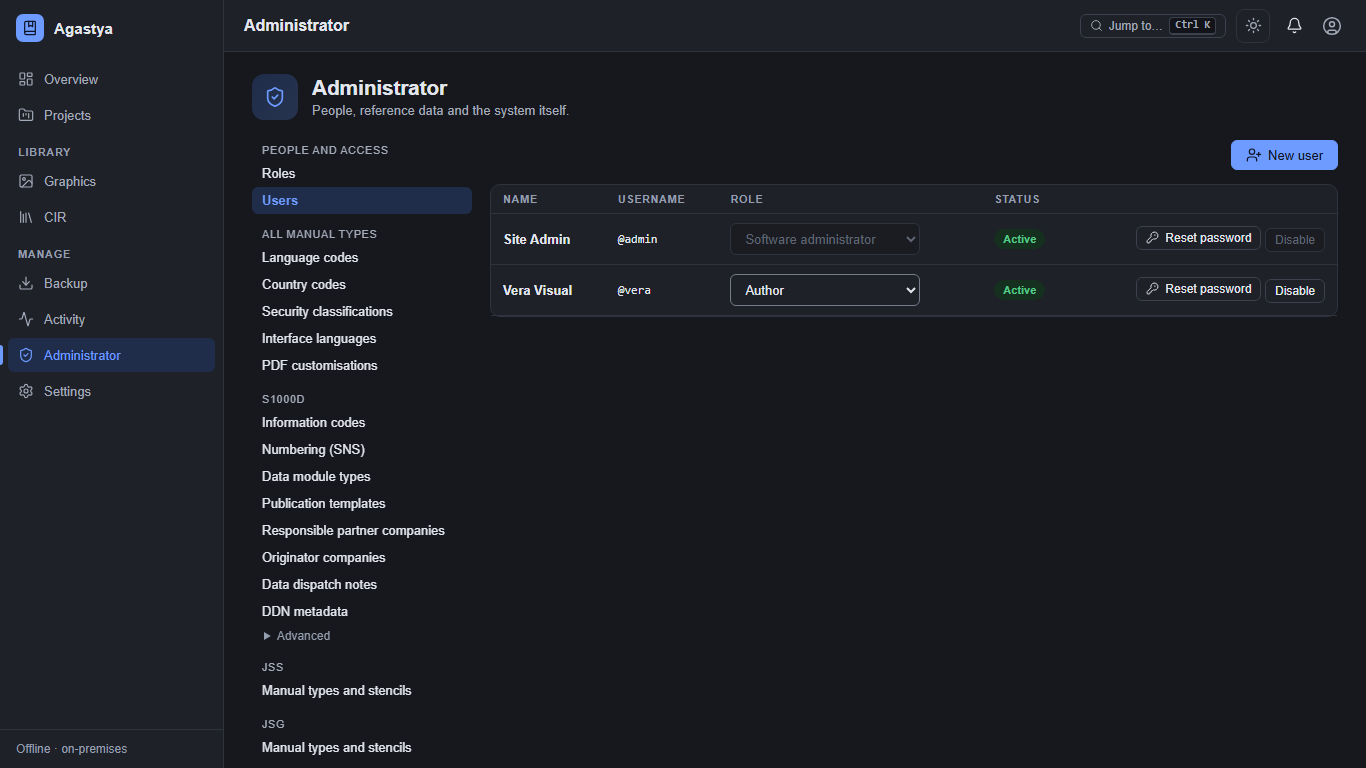 Agastya
Administrator
Jump to... Ctrl K
Overview
Projects
LIBRARY
Graphics
CIR
MANAGE
Backup
Activity
Administrator
Settings
Offline · on-premises
Administrator
People, reference data and the system itself.
PEOPLE AND ACCESS
Roles
Users
ALL MANUAL TYPES
Language codes
Country codes
Security classifications
Interface languages
PDF customisations
S1000D
Information codes
Numbering (SNS)
Data module types
Publication templates
Responsible partner companies
Originator companies
Data dispatch notes
DDN metadata
Advanced
JSS
Manual types and stencils
JSG
Manual types and stencils
New user
NAME USERNAME ROLE STATUS
Site Admin @admin Software administrator Active Reset password Disable
Vera Visual @vera Author Active Reset password Disable